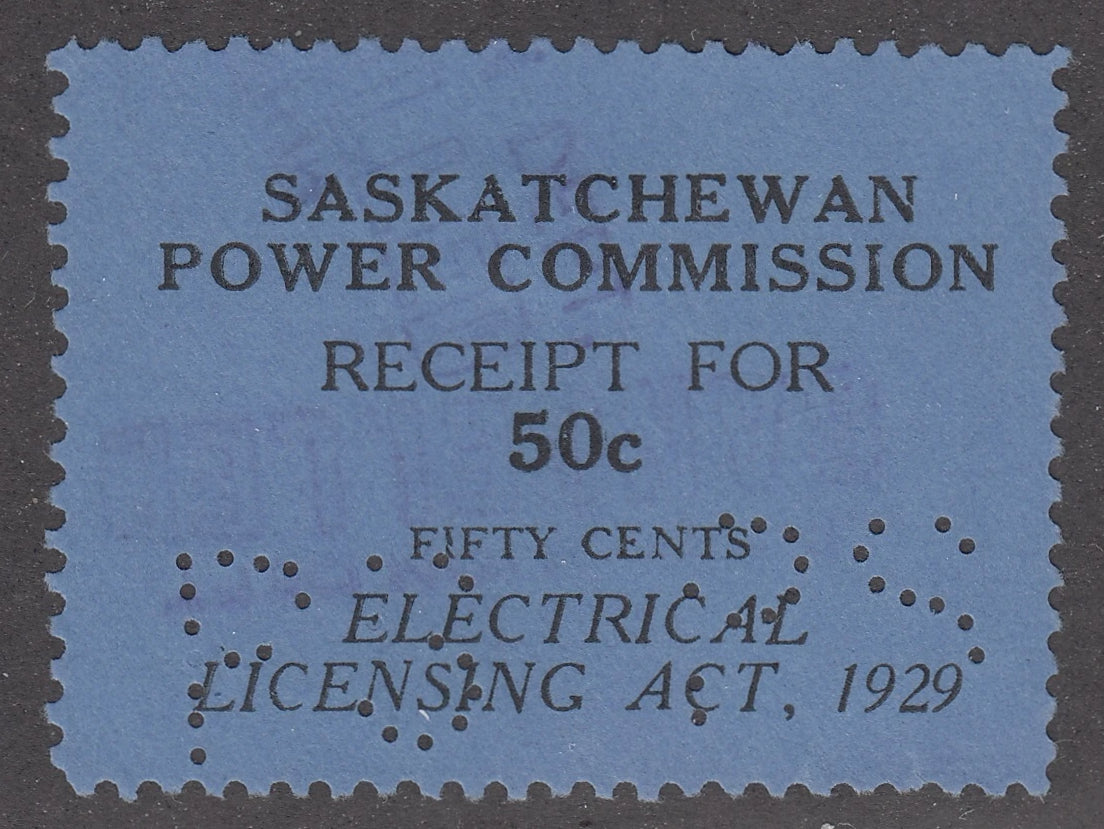 SASKATCHEWAN
POWER COMMISSION
RECEIPT FOR
50c
FIFTY CENTS
ELECTRICAL
LICENSING ACT, 1929